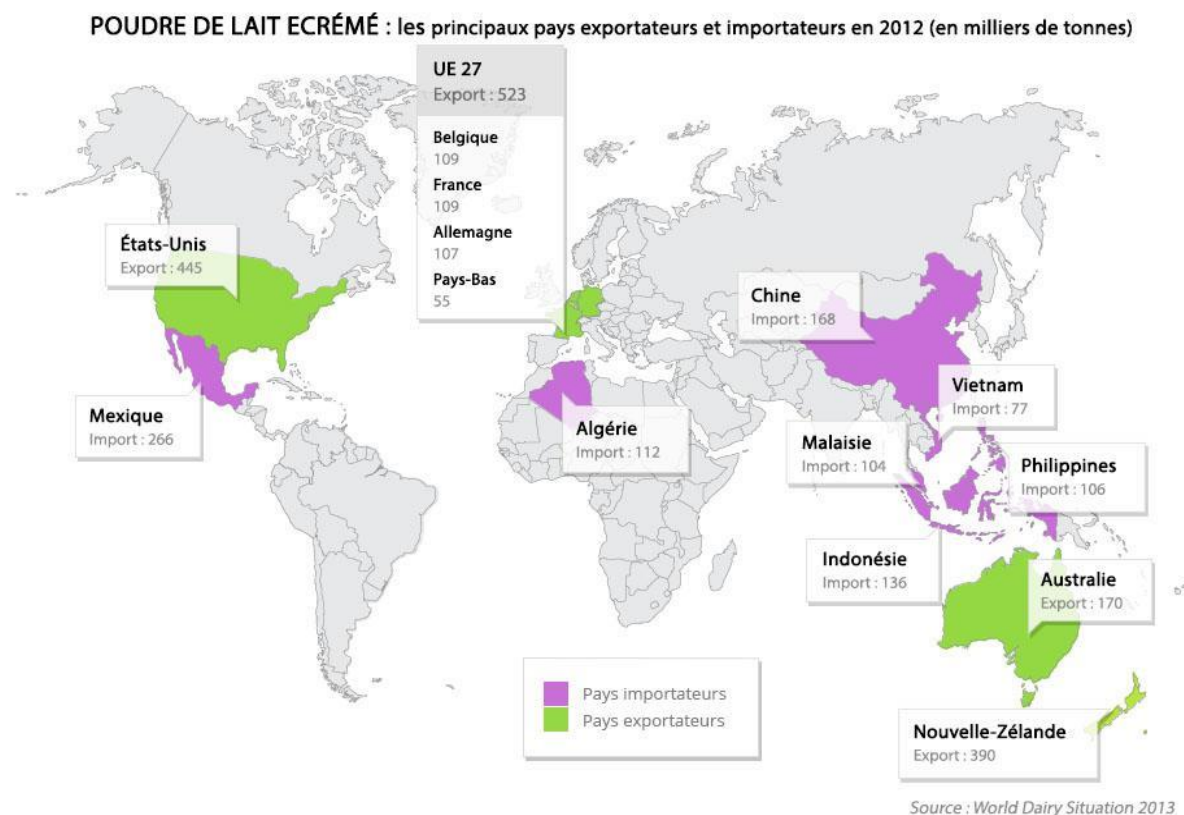 POUDRE DE LAIT ECRÉMÉ : les principaux pays exportateurs et importateurs en 2012 (en milliers de tonnes)
UE 27
Export : 523
Belgique
109
France
109
Allemagne
107
Pays-Bas
55
États-Unis
Export : 445
Mexique
Import : 266
Algérie
Import : 112
Chine
Import : 168
Vietnam
Import : 77
Malaisie
Import : 104
Philippines
Import : 106
Indonésie
Import : 136
Australie
Export : 170
Nouvelle-Zélande
Export : 390
Pays importateurs
Pays exportateurs
Source : World Dairy Situation 2013